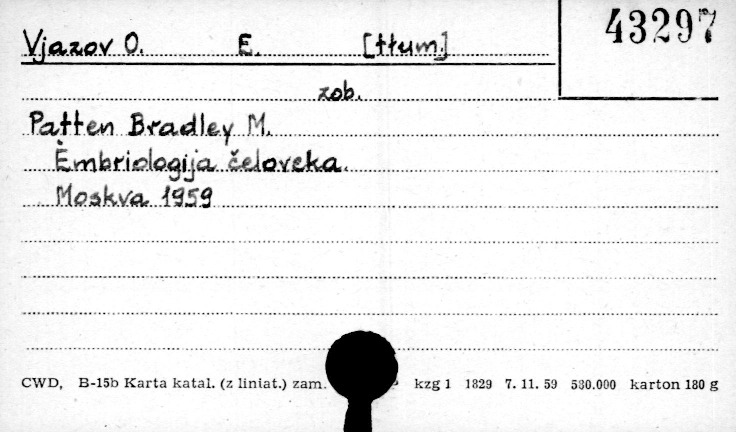 43297
Vjazov O. E. [tłum.]
zob.
Patten Bradley M.
Ėmbriologija čeloveka.
Moskva 1959
CWD, B-15b Karta katal. (z liniat.) zam. kzg 1 1829 7. 11. 59 530.000 karton 180 g